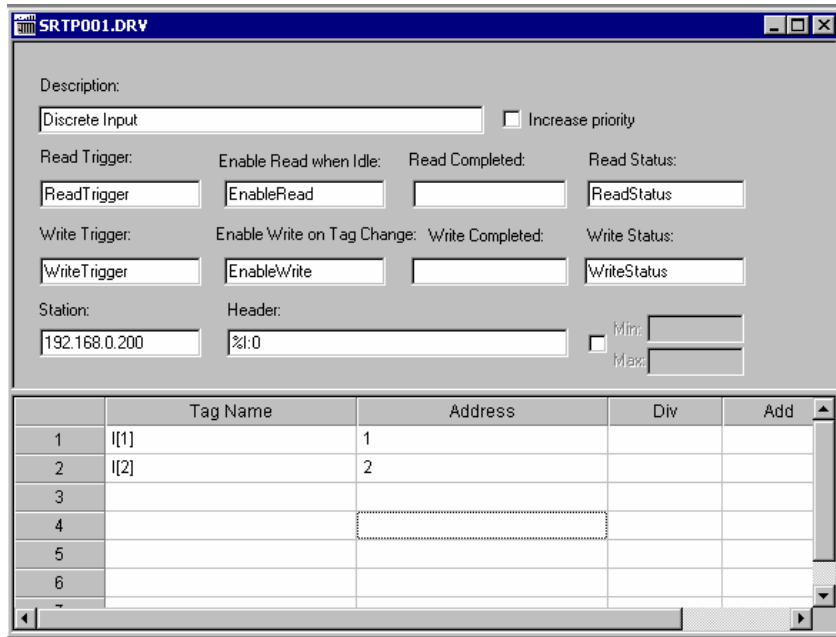 SRTP001.DRV
Description:
Discrete Input
Increase priority
Read Trigger: Enable Read when Idle: Read Completed: Read Status:
ReadTrigger EnableRead ReadStatus
Write Trigger: Enable Write on Tag Change: Write Completed: Write Status:
WriteTrigger EnableWrite WriteStatus
Station: Header:
192.168.0.200 %I:0
Min:
Max:
Tag Name Address Div Add
1 I[1] 1
2 I[2] 2
3
4
5
6